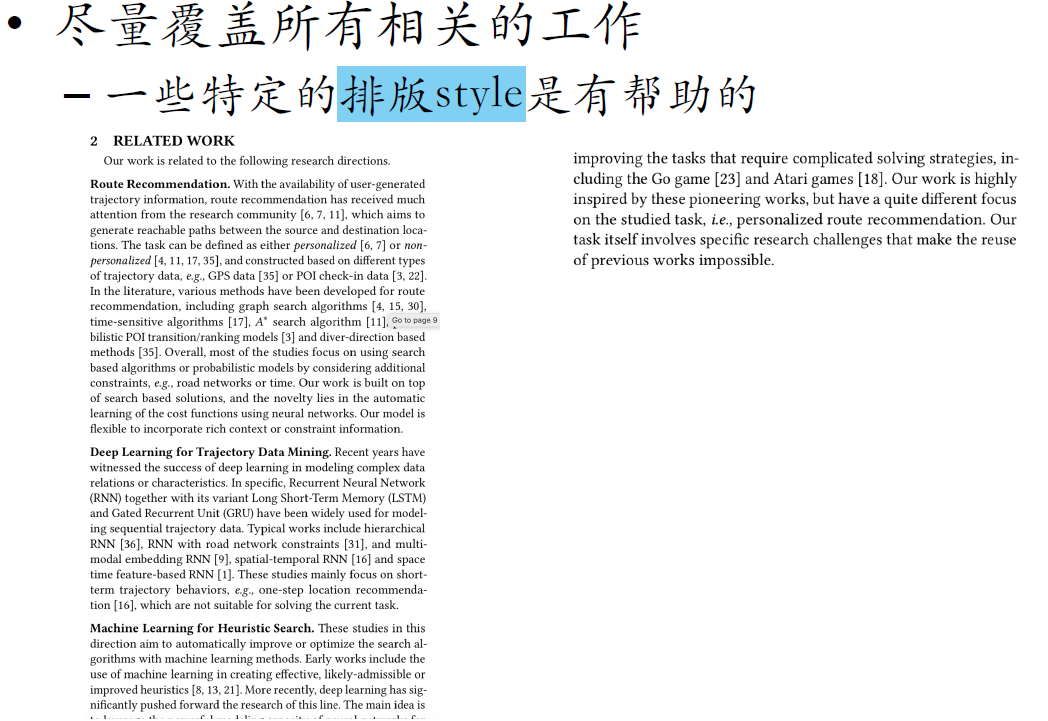 • 尽量覆盖所有相关的工作
– 一些特定的排版style是有帮助的
2 RELATED WORK
Our work is related to the following research directions.
Route Recommendation. With the availability of user-generated
trajectory information, route recommendation has received much
attention from the research community [6, 7, 11], which aims to
generate reachable paths between the source and destination loca-
tions. The task can be defined as either personalized [6, 7] or non-
personalized [4, 11, 17, 35], and constructed based on different types
of trajectory data, e.g., GPS data [35] or POI check-in data [3, 22].
In the literature, various methods have been developed for route
recommendation, including graph search algorithms [4, 15, 30],
time-sensitive algorithms [17], A* search algorithm [11],
Go to page 9
bilistic POI transition/ranking models [3] and diver-direction based
methods [35]. Overall, most of the studies focus on using search
based algorithms or probabilistic models by considering additional
constraints, e.g., road networks or time. Our work is built on top
of search based solutions, and the novelty lies in the automatic
learning of the cost functions using neural networks. Our model is
flexible to incorporate rich context or constraint information.
Deep Learning for Trajectory Data Mining. Recent years have
witnessed the success of deep learning in modeling complex data
relations or characteristics. In specific, Recurrent Neural Network
(RNN) together with its variant Long Short-Term Memory (LSTM)
and Gated Recurrent Unit (GRU) have been widely used for model-
ing sequential trajectory data. Typical works include hierarchical
RNN [36], RNN with road network constraints [31], and multi-
modal embedding RNN [9], spatial-temporal RNN [16] and space
time feature-based RNN [1]. These studies mainly focus on short-
term trajectory behaviors, e.g., one-step location recommenda-
tion [16], which are not suitable for solving the current task.
Machine Learning for Heuristic Search. These studies in this
direction aim to automatically improve or optimize the search al-
gorithms with machine learning methods. Early works include the
use of machine learning in creating effective, likely-admissible or
improved heuristics [8, 13, 21]. More recently, deep learning has sig-
nificantly pushed forward the research of this line. The main idea is
improving the tasks that require complicated solving strategies, in-
cluding the Go game [23] and Atari games [18]. Our work is highly
inspired by these pioneering works, but have a quite different focus
on the studied task, i.e., personalized route recommendation. Our
task itself involves specific research challenges that make the reuse
of previous works impossible.